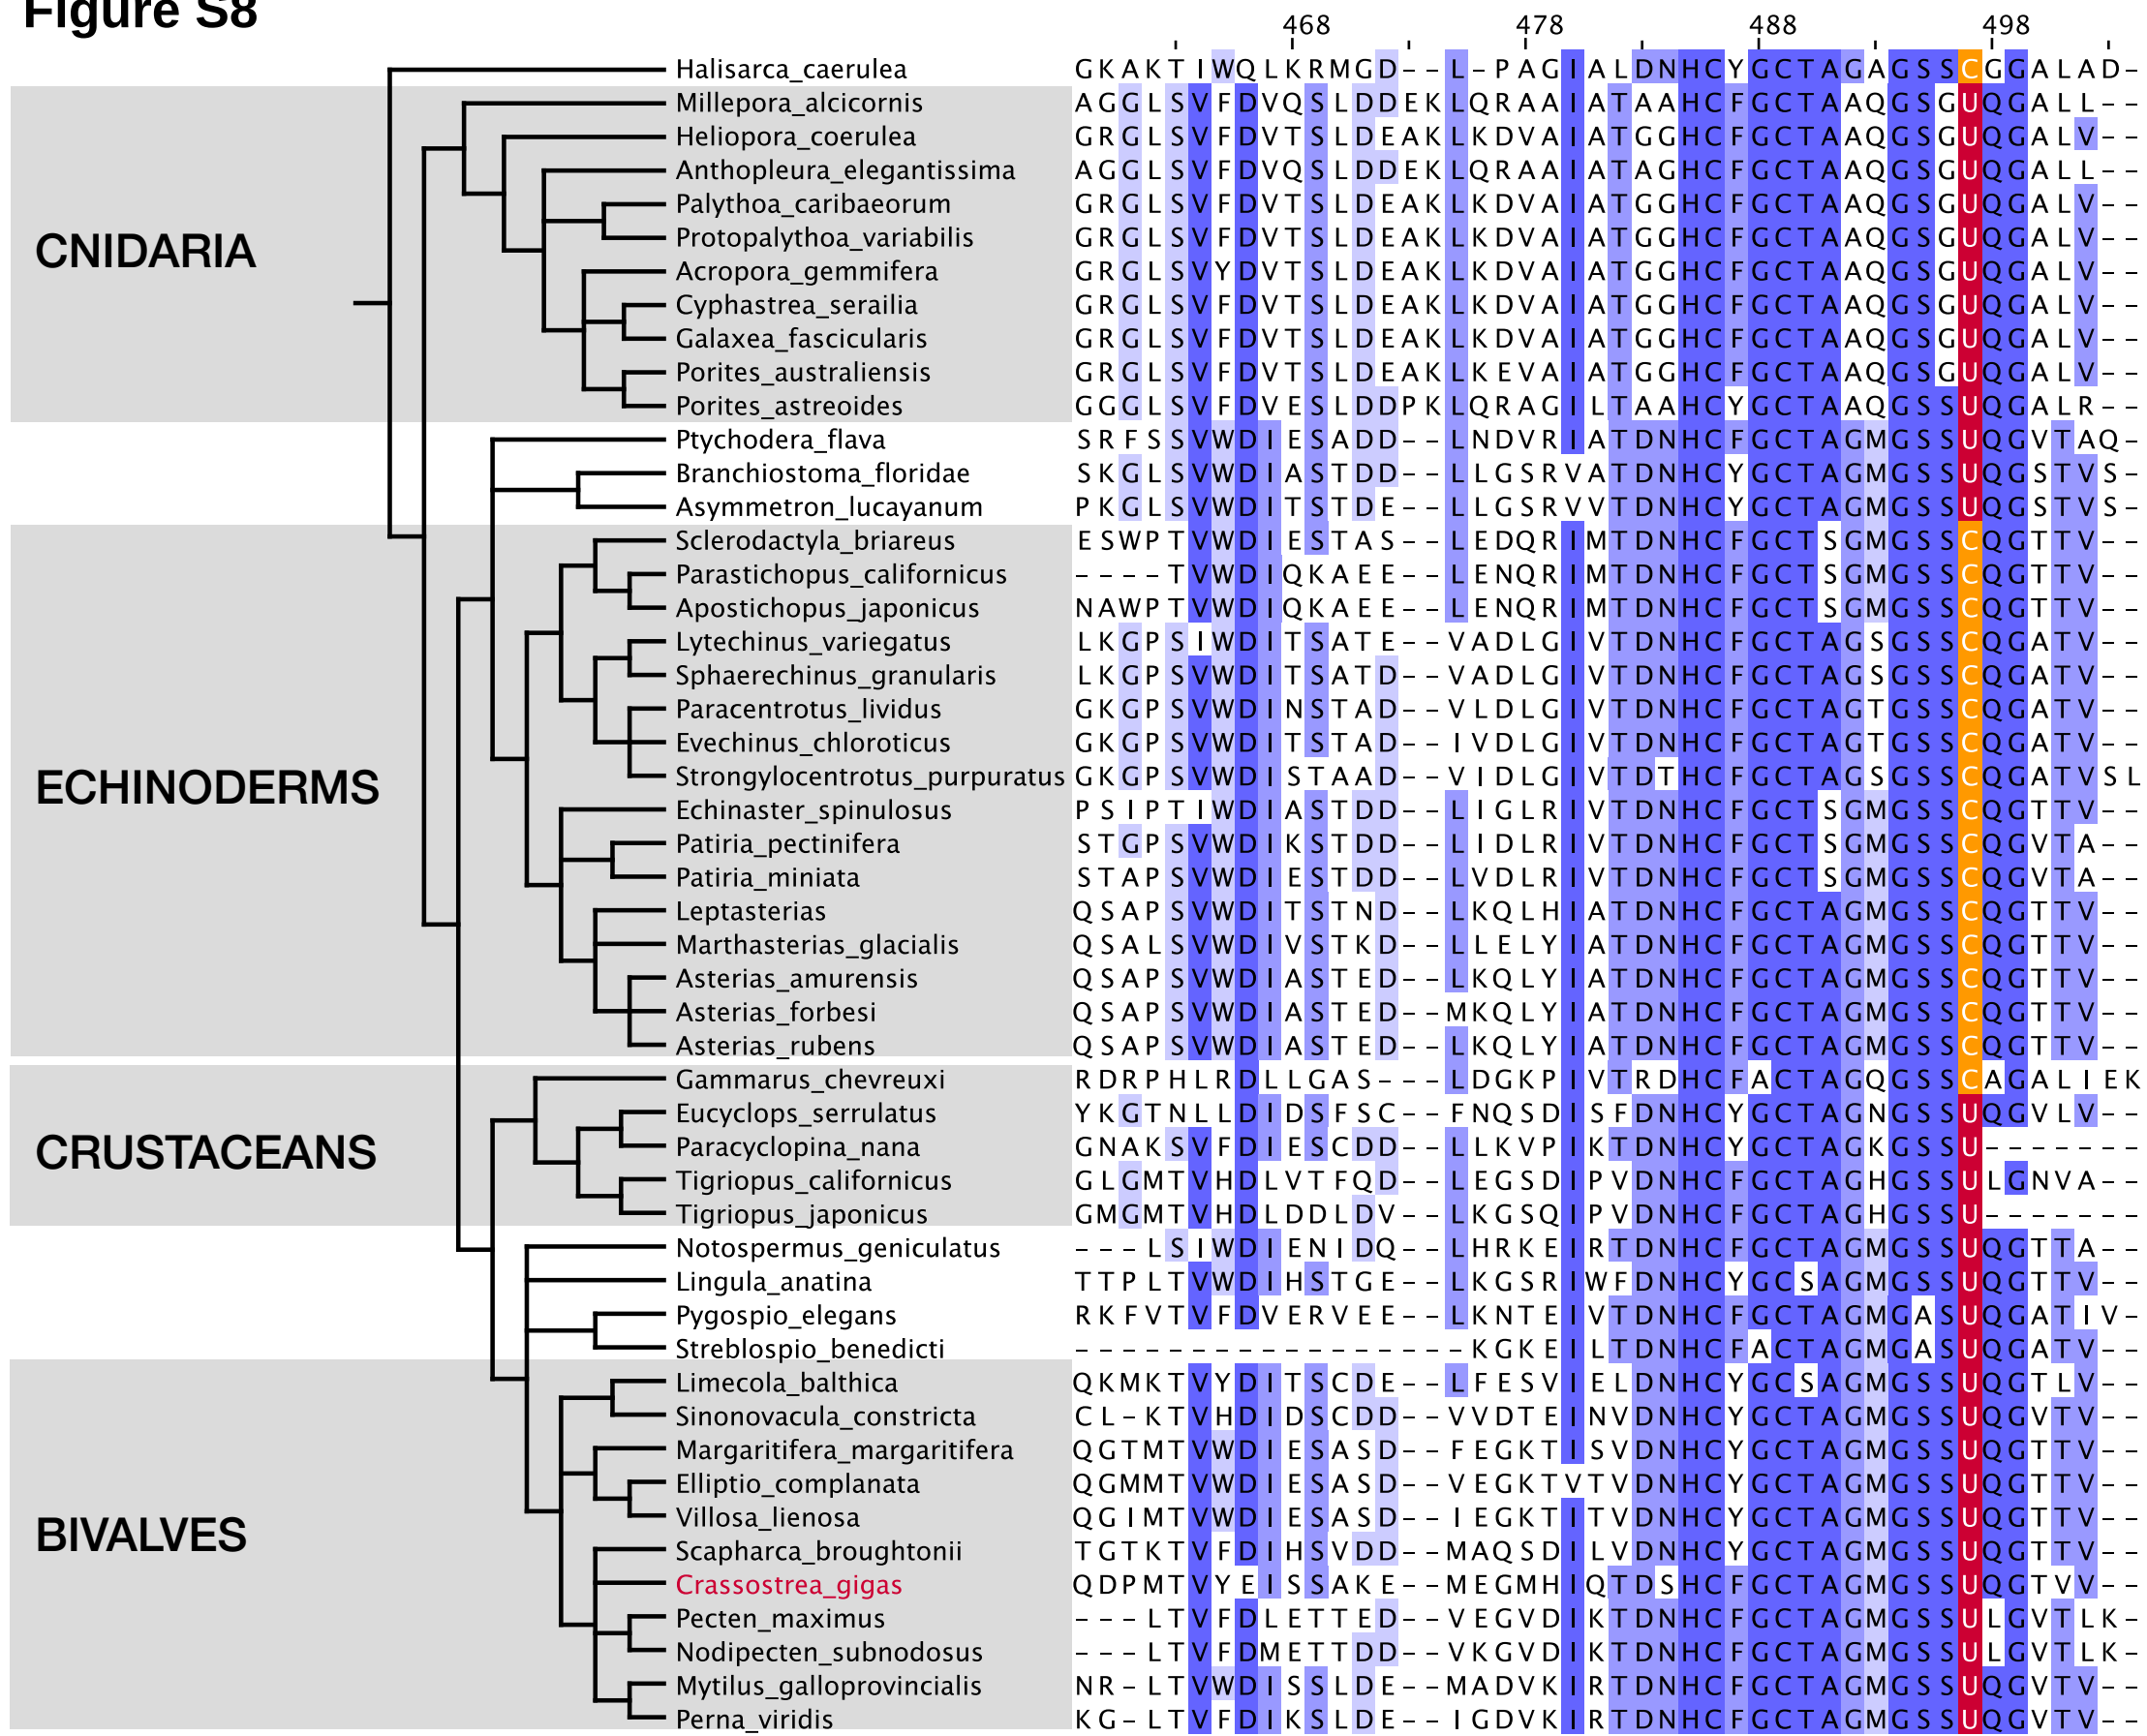 Figure S8
468 478 488 498
Halisarca_caerulea GKAKTIWQLKRMGD--L-PAGIALDNHCYGCTAGAGSSCGGALAD-
Millepora_alcicornis AGGLSVFDVQSLDDEKLQRAAIATAAHCFGCTAAQGSGUQGALL--
Heliopora_coerulea GRGLSVFDVTSLDEAKLKDVAIATGGHCFGCTAAQGSGUQGALV--
Anthopleura_elegantissima AGGLSVFDVQSLDDEKLQRAAIATAGHCFGCTAAQGSGUQGALL--
Palythoa_caribaeorum GRGLSVFDVTSLDEAKLKDVAIATGGHCFGCTAAQGSGUQGALV--
CNIDARIA
Protopalythoa_variabilis GRGLSVFDVTSLDEAKLKDVAIATGGHCFGCTAAQGSGUQGALV--
Acropora_gemmifera GRGLSVYDVTSLDEAKLKDVAIATGGHCFGCTAAQGSGUQGALV--
Cyphastrea_serailia GRGLSVFDVTSLDEAKLKDVAIATGGHCFGCTAAQGSGUQGALV--
Galaxea_fascicularis GRGLSVFDVTSLDEAKLKDVAIATGGHCFGCTAAQGSGUQGALV--
Porites_australiensis GRGLSVFDVTSLDEAKLKEVAIATGGHCFGCTAAQGSGUQGALV--
Porites_astreoides GGGLSVFDVESLDDPKLQRAGILTAAHCYGCTAAQGSSUQGALR--
Ptychodera_flava SRFSSVWDIESADD--LNDVRIATDNHCFGCTAGMGSSUQGVTAQ-
Branchiostoma_floridae SKGLSVWDIASTDD--LLGSRVATDNHCYGCTAGMGSSUQGSTVS-
Asymmetron_lucayanum PKGLSVWDITSTDE--LLGSRVVTDNHCYGCTAGMGSSUQGSTVS-
Sclerodactyla_briareus ESWPTVWDIESTAS--LEDQRIMTDNHCFGCTSGMGSSCQGTTV--
Parastichopus_californicus ----TVWDIQKAEE--LENQRIMTDNHCFGCTSGMGSSCQGTTV--
Apostichopus_japonicus NAWPTVWDIQKAEE--LENQRIMTDNHCFGCTSGMGSSCQGTTV--
Lytechinus_variegatus LKGPSIWDITSATE--VADLGIVTDNHCFGCTAGSGSSCQGATV--
Sphaerechinus_granularis LKGPSVWDITSATD--VADLGIVTDNHCFGCTAGSGSSCQGATV--
Paracentrotus_lividus GKGPSVWDINSTAD--VLDLGIVTDNHCFGCTAGTGSSCQGATV--
Evechinus_chloroticus GKGPSVWDITSTAD--IVDLGIVTDNHCFGCTAGTGSSCQGATV--
ECHINODERMS
Strongylocentrotus_purpuratus GKGPSVWDISTAAD--VIDLGIVTDTHCFGCTAGSGSSCQGATVSL
Echinaster_spinulosus PSIPTIWDIASTDD--LIGLRIVTDNHCFGCTSGMGSSCQGTTV--
Patiria_pectinifera STGPSVWDIKSTDD--LIDLRIVTDNHCFGCTSGMGSSCQGVTA--
Patiria_miniata STAPSVWDIESTDD--LVDLRIVTDNHCFGCTSGMGSSCQGVTA--
Leptasterias QSAPSVWDITSTND--LKQLHIATDNHCFGCTAGMGSSCQGTTV--
Marthasterias_glacialis QSALSVWDIVSTKD--LLELYIATDNHCFGCTAGMGSSCQGTTV--
Asterias_amurensis QSAPSVWDIASTED--LKQLYIATDNHCFGCTAGMGSSCQGTTV--
Asterias_forbesi QSAPSVWDIASTED--MKQLYIATDNHCFGCTAGMGSSCQGTTV--
Asterias_rubens QSAPSVWDIASTED--LKQLYIATDNHCFGCTAGMGSSCQGTTV--
Gammarus_chevreuxi RDRPHLRDLLGAS---LDGKPIVTRDHCFACTAGQGSSCAGALIEK
Eucyclops_serrulatus YKGTNLLDIDSFSC--FNQSDISFDNHCYGCTAGNGSSUQGVLV--
CRUSTACEANS
Paracyclopina_nana GNAKSVFDIESCDD--LLKVPIKTDNHCYGCTAGKGSSU-------
Tigriopus_californicus GLGMTVHDLVTFQD--LEGSDIPVDNHCFGCTAGHGSSULGNVA--
Tigriopus_japonicus GMGMTVHDLDDLDV--LKGSQIPVDNHCFGCTAGHGSSU-------
Notospermus_geniculatus ---LSIWDIENIDQ--LHRKEIRTDNHCFGCTAGMGSSUQGTTA--
Lingula_anatina TTPLTVWDIHSTGE--LKGSRIWFDNHCYGCSAGMGSSUQGTTV--
Pygospio_elegans RKFVTVFDVERVEE--LKNTEIVTDNHCFGCTAGMGASUQGATIV-
Streblospio_benedicti -----------------KGKEILTDNHCFACTAGMGASUQGATV--
Limecola_balthica QKMKTVYDITSCDE--LFESVIELDNHCYGCSAGMGSSUQGTLV--
Sinonovacula_constricta CL-KTVHDIDSCDD--VVDTEINVDNHCYGCTAGMGSSUQGVTV--
Margaritifera_margaritifera QGTMTVWDIESASD--FEGKTISVDNHCYGCTAGMGSSUQGTTV--
Elliptio_complanata QGMMTVWDIESASD--VEGKTVTVDNHCYGCTAGMGSSUQGTTV--
Villosa_lienosa QGIMTVWDIESASD--IEGKTITVDNHCYGCTAGMGSSUQGTTV--
BIVALVES
Scapharca_broughtonii TGTKTVFDIHSVDD--MAQSDILVDNHCYGCTAGMGSSUQGTTV--
Crassostrea_gigas QDPMTVYEISSAKE--MEGMHIQTDSHCFGCTAGMGSSUQGTVV--
Pecten_maximus ---LTVFDLETTED--VEGVDIKTDNHCFGCTAGMGSSULGVTLK-
Nodipecten_subnodosus ---LTVFDMETTDD--VKGVDIKTDNHCFGCTAGMGSSULGVTLK-
Mytilus_galloprovincialis NR-LTVWDISSLDE--MADVKIRTDNHCFGCTAGMGSSUQGVTV--
Perna_viridis KG-LTVFDIKSLDE--IGDVKIRTDNHCFGCTAGMGSSUQGVTV--